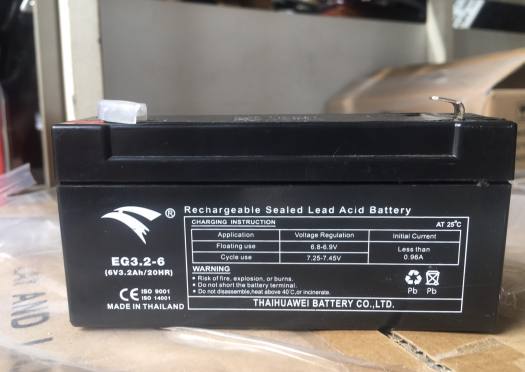 ® Rechargeable Sealed Lead Acid Battery
CHARGING INSTRUCTION AT 25°C
Application Voltage Regulation Initial Current
Floating use 6.8-6.9V Less than
Cycle use 7.25-7.45V 0.96A
EG3.2-6
(6V3.2Ah/20HR)
WARNING
• Risk of fire, explosion, or burns.
• Do not short the battery terminal.
• Do not disassemble,heat above 40°C,or incinerate.
Pb Pb
CE ISO 9001
ISO 14001
MADE IN THAILAND
THAIHUAWEI BATTERY CO.,LTD.